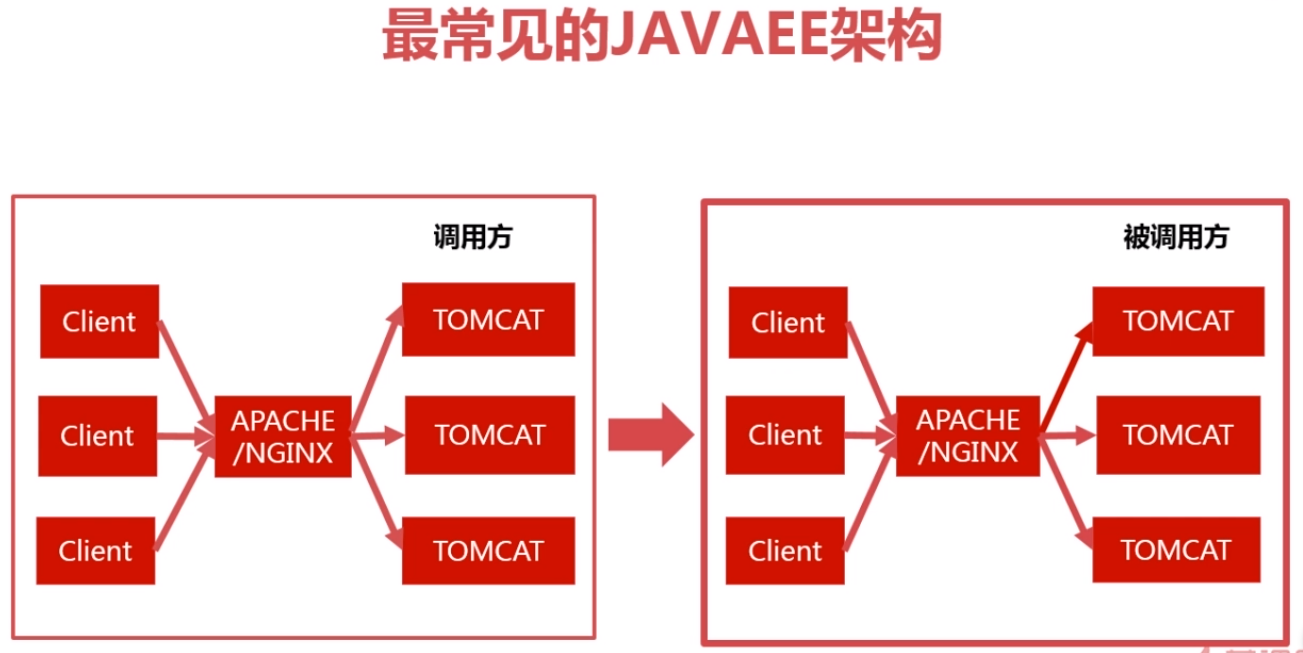 最常见的JAVAEE架构
调用方
Client
TOMCAT
Client
APACHE
/NGINX
TOMCAT
Client
TOMCAT
被调用方
Client
TOMCAT
Client
APACHE
/NGINX
TOMCAT
Client
TOMCAT